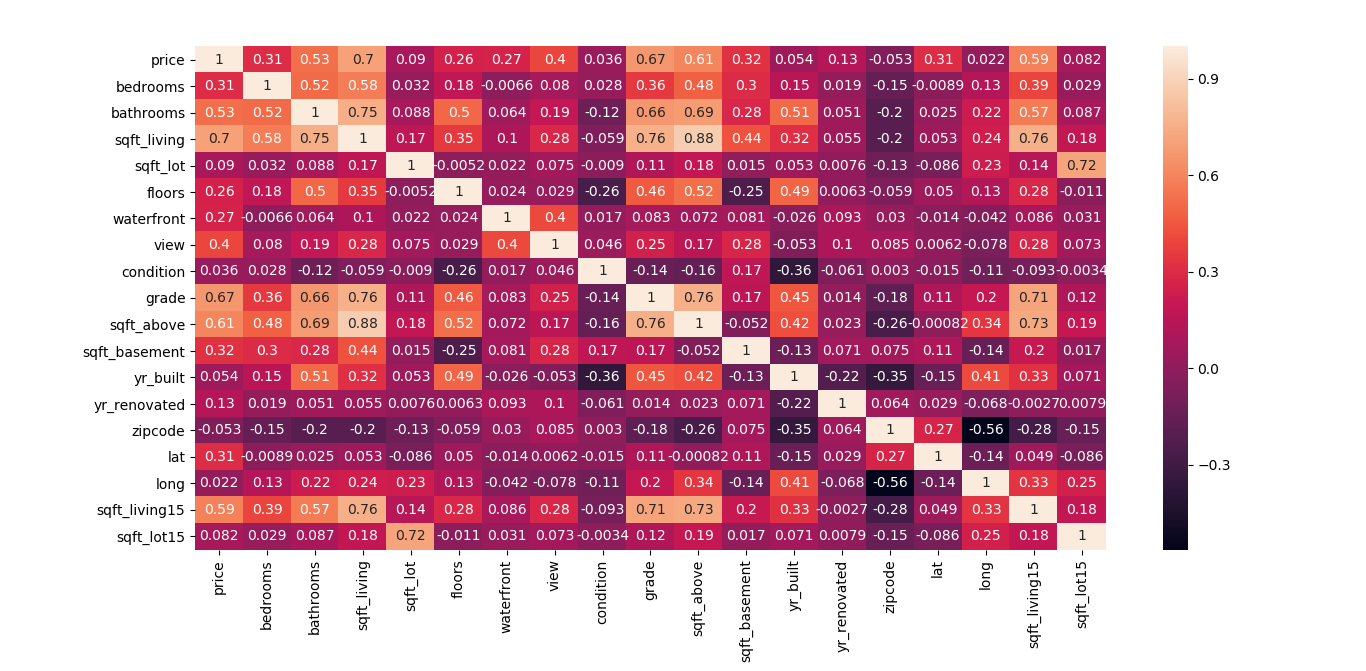 price 1 0.31 0.53 0.7 0.09 0.26 0.27 0.4 0.036 0.67 0.61 0.32 0.054 0.13 -0.053 0.31 0.022 0.59 0.082
bedrooms 0.31 1 0.52 0.58 0.032 0.18 -0.0066 0.08 0.028 0.36 0.48 0.3 0.15 0.019 -0.15 -0.0089 0.13 0.39 0.029
bathrooms 0.53 0.52 1 0.75 0.088 0.5 0.064 0.19 -0.12 0.66 0.69 0.28 0.51 0.051 -0.2 0.025 0.22 0.57 0.087
sqft_living 0.7 0.58 0.75 1 0.17 0.35 0.1 0.28 -0.059 0.76 0.88 0.44 0.32 0.055 -0.2 0.053 0.24 0.76 0.18
sqft_lot 0.09 0.032 0.088 0.17 1 -0.0052 0.022 0.075 -0.009 0.11 0.18 0.015 0.053 0.0076 -0.13 -0.086 0.23 0.14 0.72
floors 0.26 0.18 0.5 0.35 -0.0052 1 0.024 0.029 -0.26 0.46 0.52 -0.25 0.49 0.0063 -0.059 0.05 0.13 0.28 -0.011
waterfront 0.27 -0.0066 0.064 0.1 0.022 0.024 1 0.4 0.017 0.083 0.072 0.081 -0.026 0.093 0.03 -0.014 -0.042 0.086 0.031
view 0.4 0.08 0.19 0.28 0.075 0.029 0.4 1 0.046 0.25 0.17 0.28 -0.053 0.1 0.085 0.0062 -0.078 0.28 0.073
condition 0.036 0.028 -0.12 -0.059 -0.009 -0.26 0.017 0.046 1 -0.14 -0.16 0.17 -0.36 -0.061 0.003 -0.015 -0.11 -0.093 -0.0034
grade 0.67 0.36 0.66 0.76 0.11 0.46 0.083 0.25 -0.14 1 0.76 0.17 0.45 0.014 -0.18 0.11 0.2 0.71 0.12
sqft_above 0.61 0.48 0.69 0.88 0.18 0.52 0.072 0.17 -0.16 0.76 1 -0.052 0.42 0.023 -0.26 -0.00082 0.34 0.73 0.19
sqft_basement 0.32 0.3 0.28 0.44 0.015 -0.25 0.081 0.28 0.17 0.17 -0.052 1 -0.13 0.071 0.075 0.11 -0.14 0.2 0.017
yr_built 0.054 0.15 0.51 0.32 0.053 0.49 -0.026 -0.053 -0.36 0.45 0.42 -0.13 1 -0.22 -0.35 -0.15 0.41 0.33 0.071
yr_renovated 0.13 0.019 0.051 0.055 0.0076 0.0063 0.093 0.1 -0.061 0.014 0.023 0.071 -0.22 1 0.064 0.029 -0.068 -0.0027 0.0079
zipcode -0.053 -0.15 -0.2 -0.2 -0.13 -0.059 0.03 0.085 0.003 -0.18 -0.26 0.075 -0.35 0.064 1 0.27 -0.56 -0.28 -0.15
lat 0.31 -0.0089 0.025 0.053 -0.086 0.05 -0.014 0.0062 -0.015 0.11 -0.00082 0.11 -0.15 0.029 0.27 1 -0.14 0.049 -0.086
long 0.022 0.13 0.22 0.24 0.23 0.13 -0.042 -0.078 -0.11 0.2 0.34 -0.14 0.41 -0.068 -0.56 -0.14 1 0.33 0.25
sqft_living15 0.59 0.39 0.57 0.76 0.14 0.28 0.086 0.28 -0.093 0.71 0.73 0.2 0.33 -0.0027 -0.28 0.049 0.33 1 0.18
sqft_lot15 0.082 0.029 0.087 0.18 0.72 -0.011 0.031 0.073 -0.0034 0.12 0.19 0.017 0.071 0.0079 -0.15 -0.086 0.25 0.18 1
price bedrooms bathrooms sqft_living sqft_lot floors waterfront view condition grade sqft_above sqft_basement yr_built yr_renovated zipcode lat long sqft_living15 sqft_lot15
0.9
0.6
0.3
0.0
−0.3